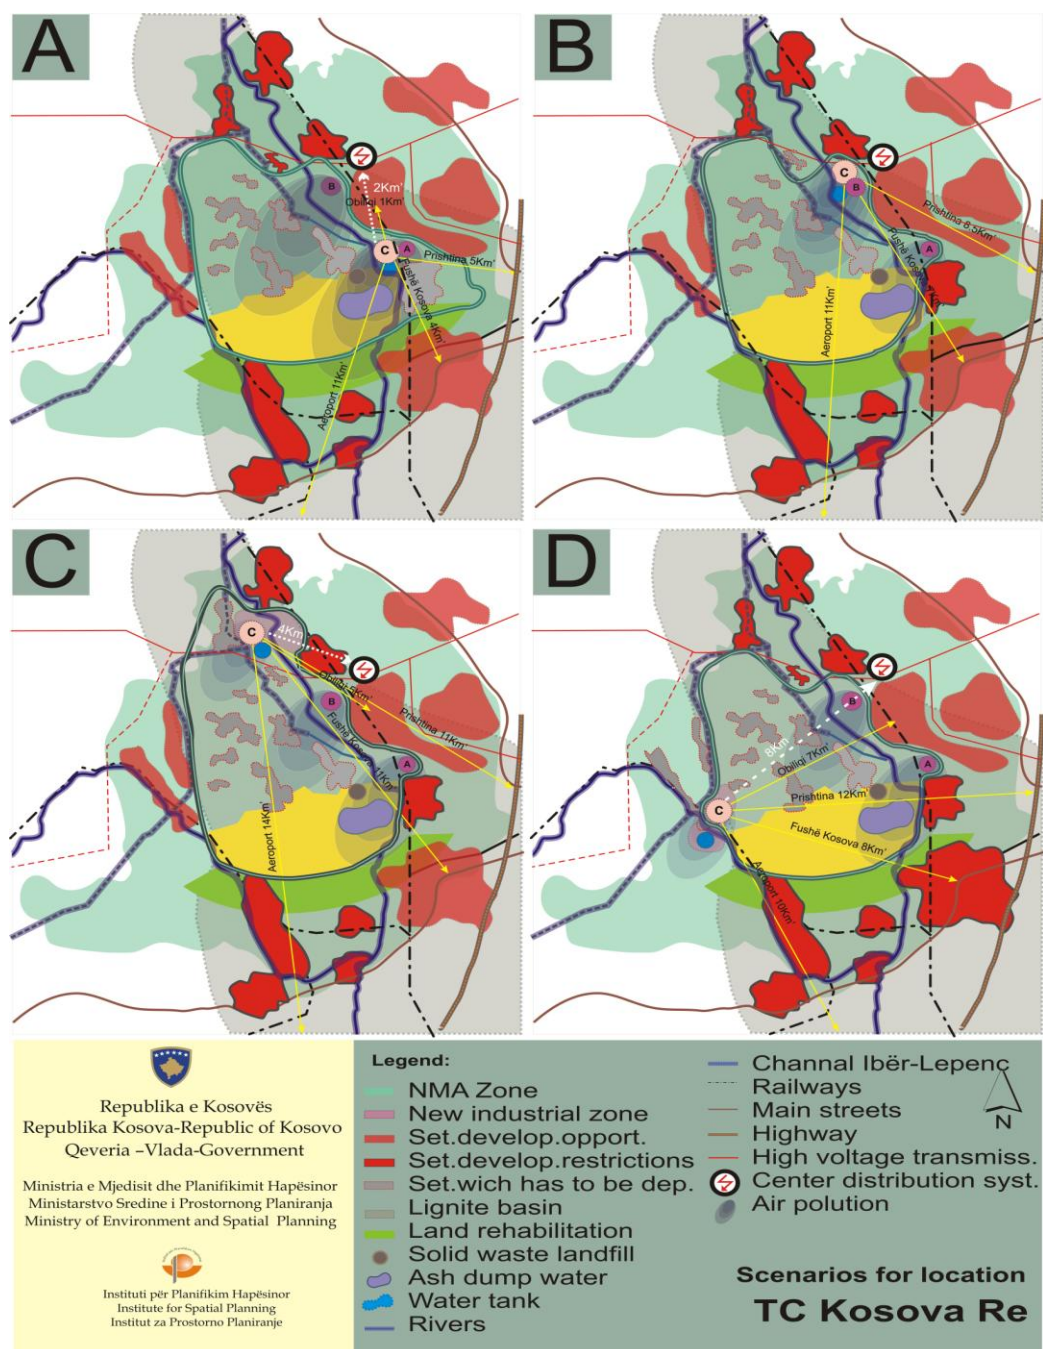 A
2Km'
B
Obiliqi 1Km'
C
A
Prishtina 5Km'
Fushë Kosova 4Km'
Aeroport 11Km'
B
C
B
Prishtina 8,5Km'
A
Aeroport 11Km'
C
C
4Km
Obiliqi 5Km'
B
Prishtina 11Km'
Fushë Kosova 11Km'
A
Aeroport 14Km'
D
B
8Km
Obiliqi 7Km'
A
C
Prishtina 12Km'
Fushë Kosova 8Km'
Aeroport 10Km'
Republika e Kosovës
Republika Kosova-Republic of Kosovo
Qeveria –Vlada-Government
Ministria e Mjedisit dhe Planifikimit Hapësinor
Ministarstvo Sredine i Prostornong Planiranja
Ministry of Environment and Spatial Planning
Instituti për Planifikim Hapësinor
Institute for Spatial Planning
Institut za Prostorno Planiranje
Legend:
NMA Zone
New industrial zone
Set.develop.opport.
Set.develop.restrictions
Set.wich has to be dep.
Lignite basin
Land rehabilitation
Solid waste landfill
Ash dump water
Water tank
Rivers
Channal Ibër-Lepenc
Railways
Main streets
Highway
High voltage transmiss.
Center distribution syst.
Air polution
N
Scenarios for location
TC Kosova Re